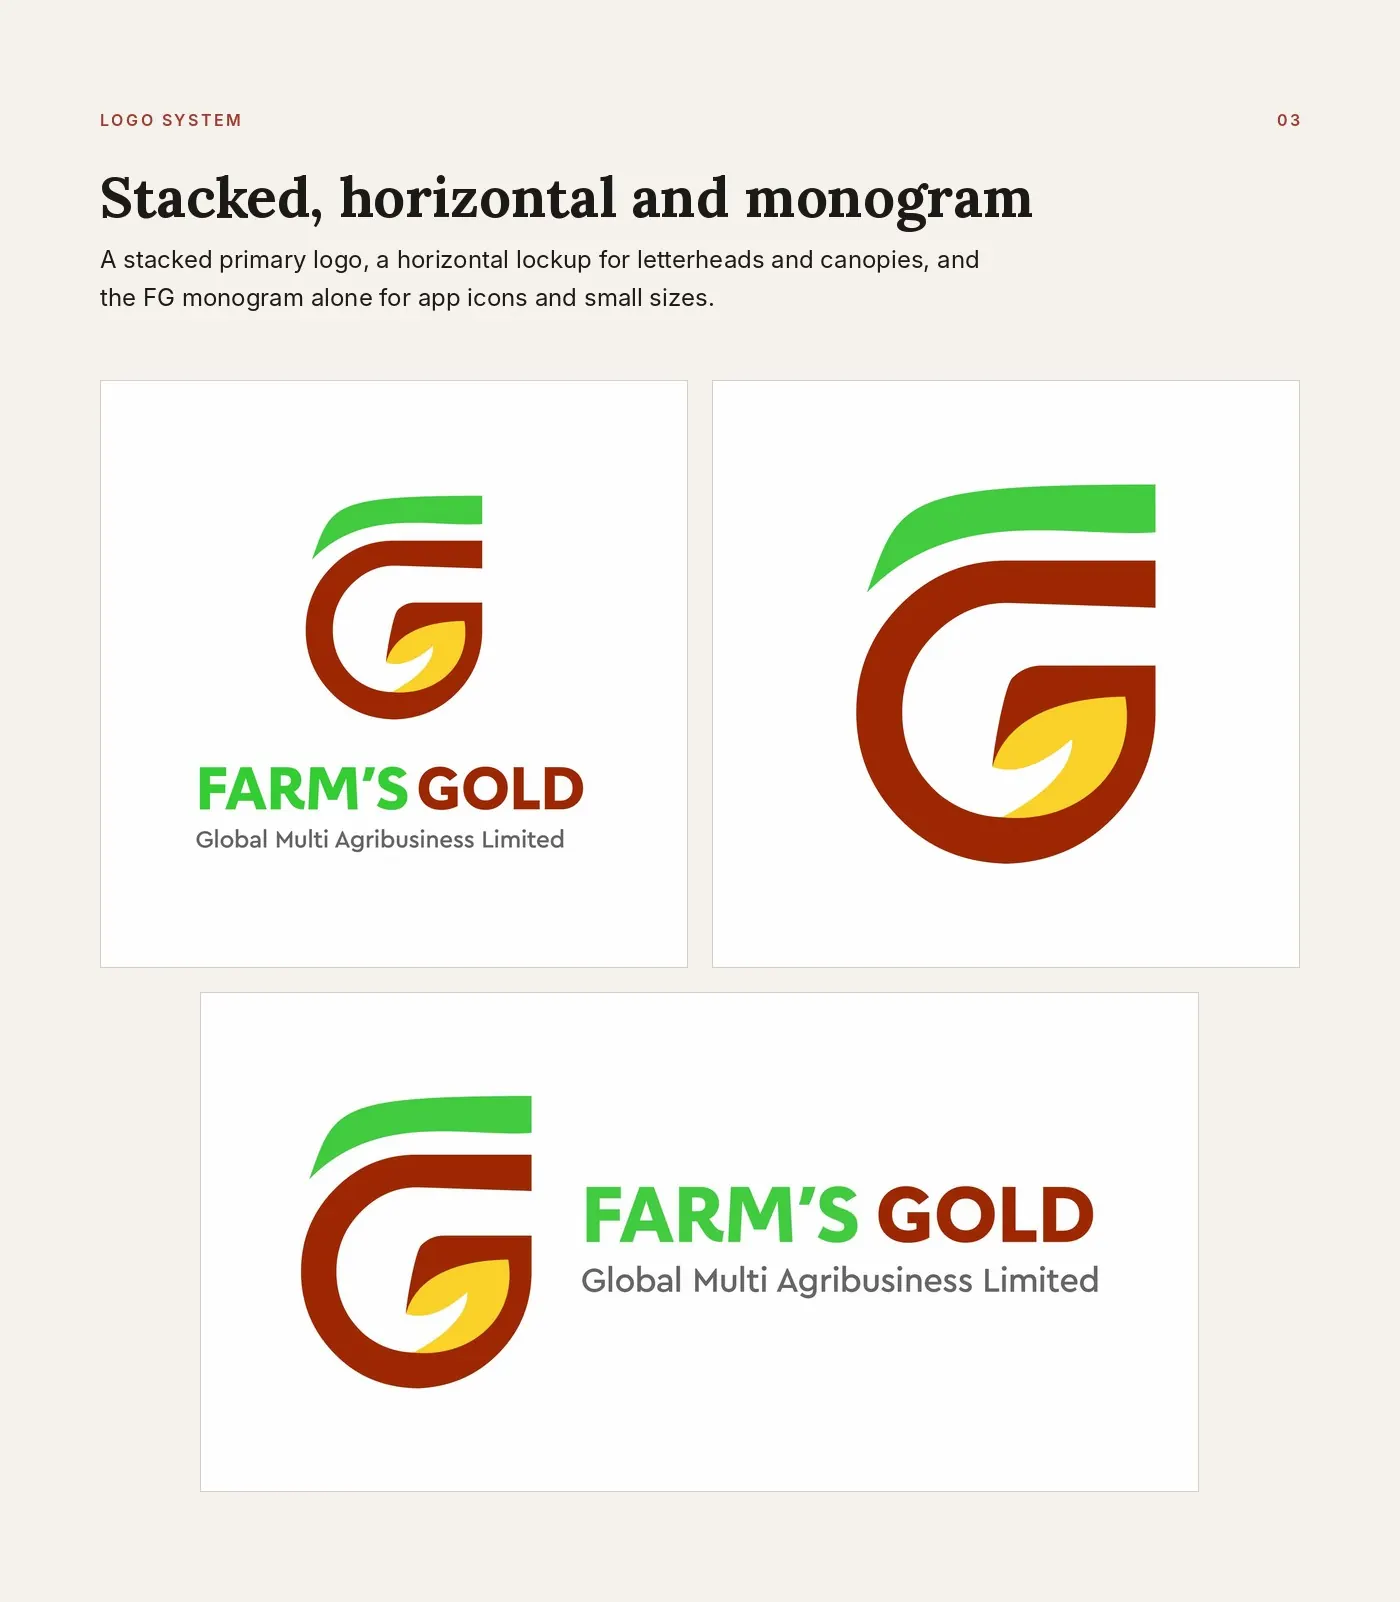 LOGO SYSTEM
03
Stacked, horizontal and monogram
A stacked primary logo, a horizontal lockup for letterheads and canopies, and
the FG monogram alone for app icons and small sizes.
FARM’S GOLD
Global Multi Agribusiness Limited
FARM’S GOLD
Global Multi Agribusiness Limited